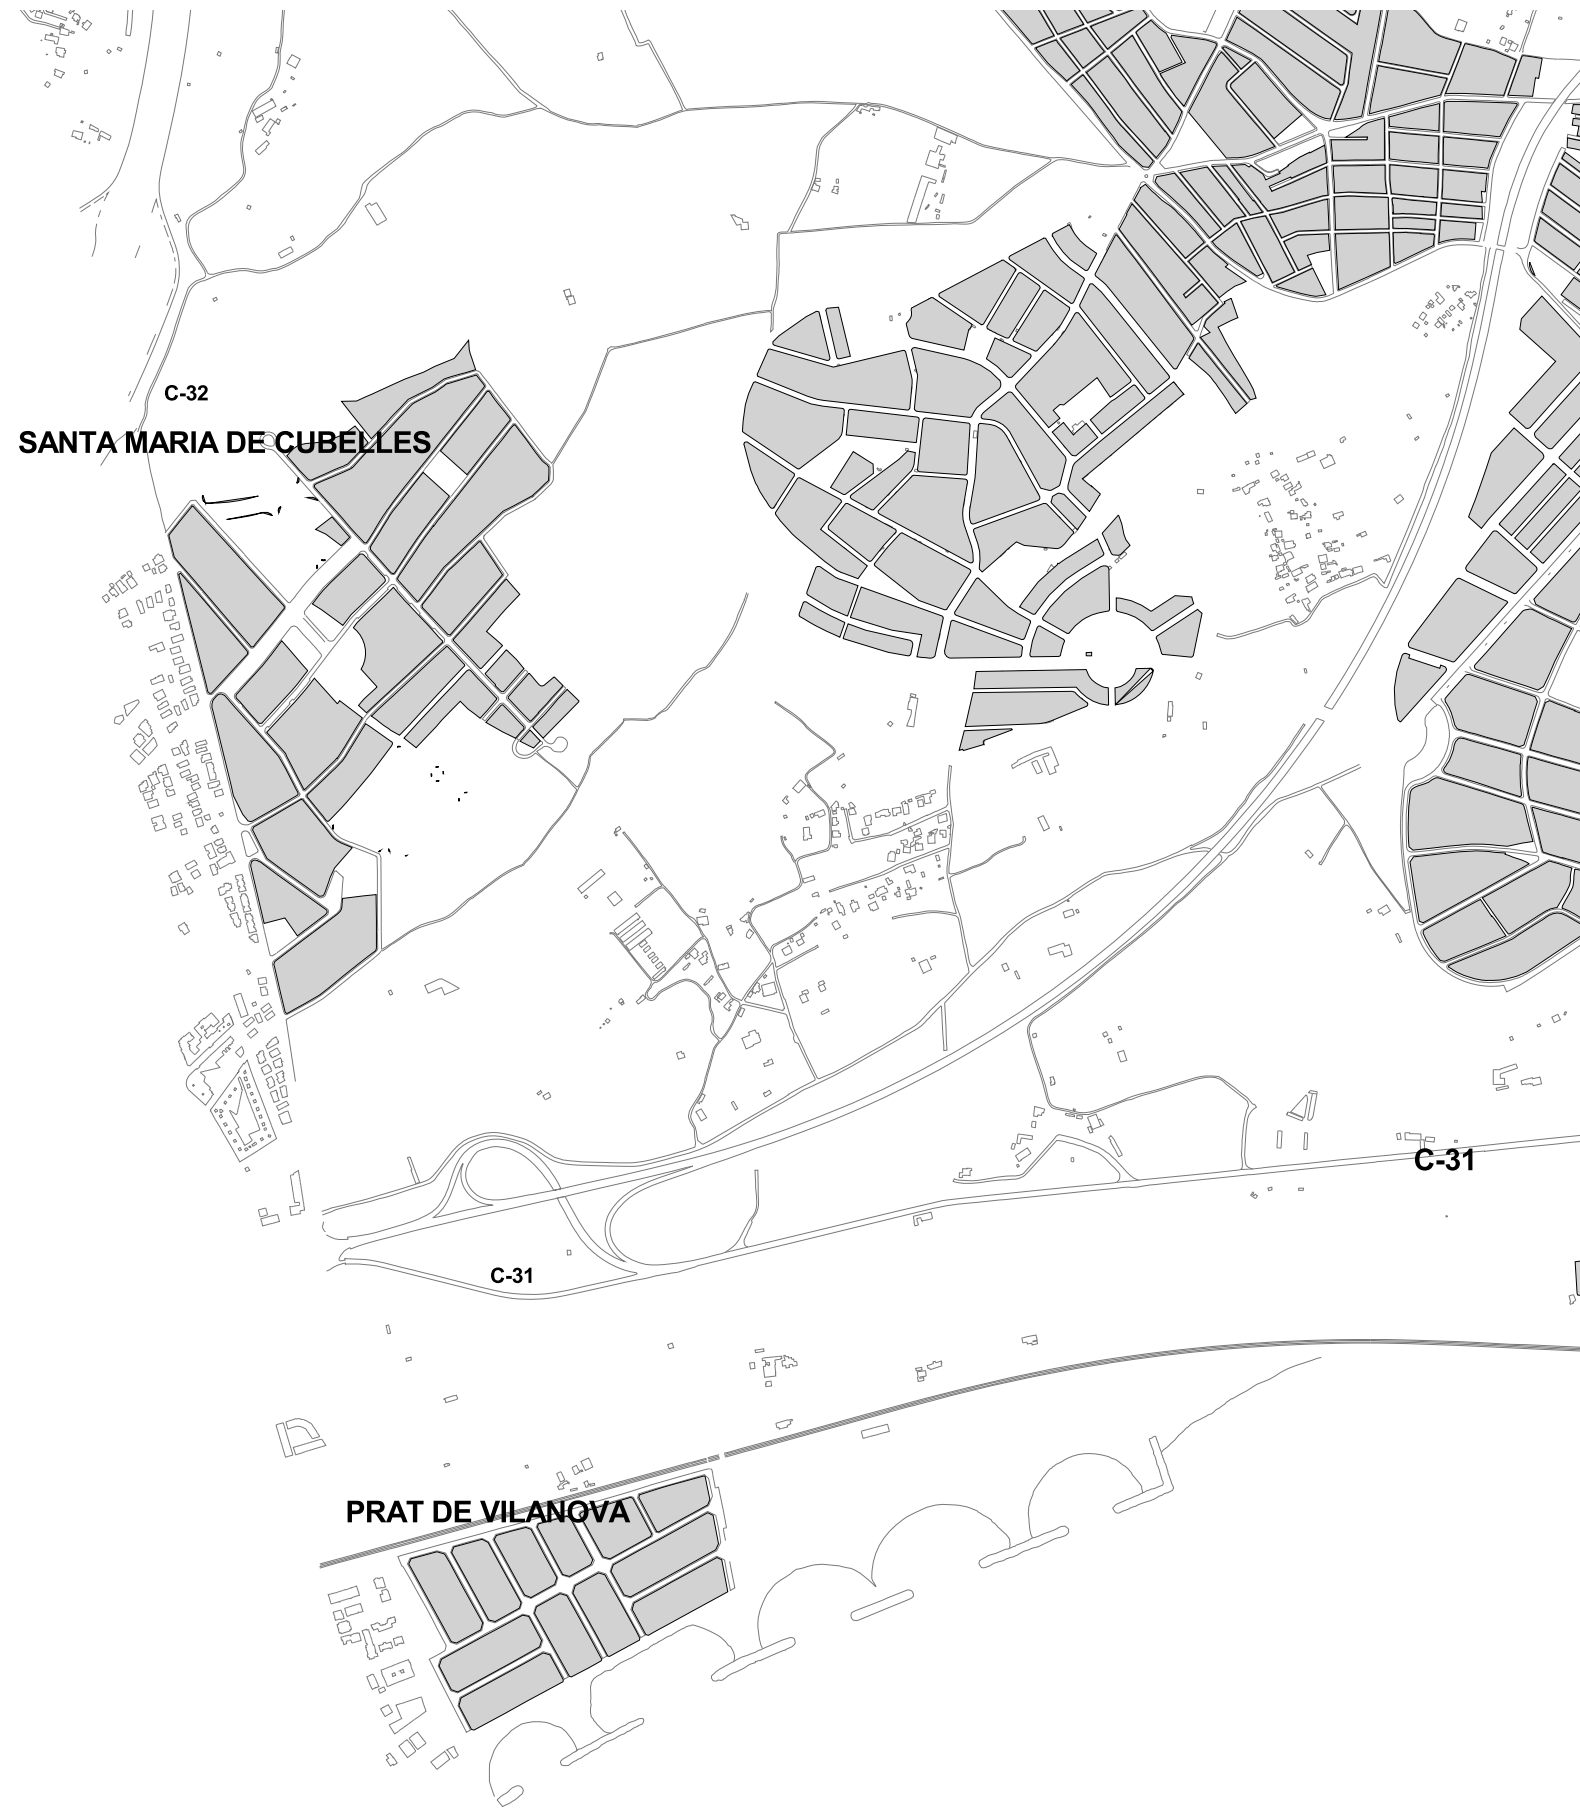 C-32
SANTA MARIA DE CUBELLES
C-31
C-31
PRAT DE VILANOVA